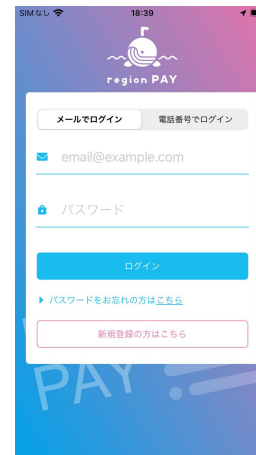 SIMなし 18:39
region PAY
メールでログイン 電話番号でログイン
email@example.com
パスワード
ログイン
パスワードをお忘れの方はこちら
新規登録の方はこちら
PAY